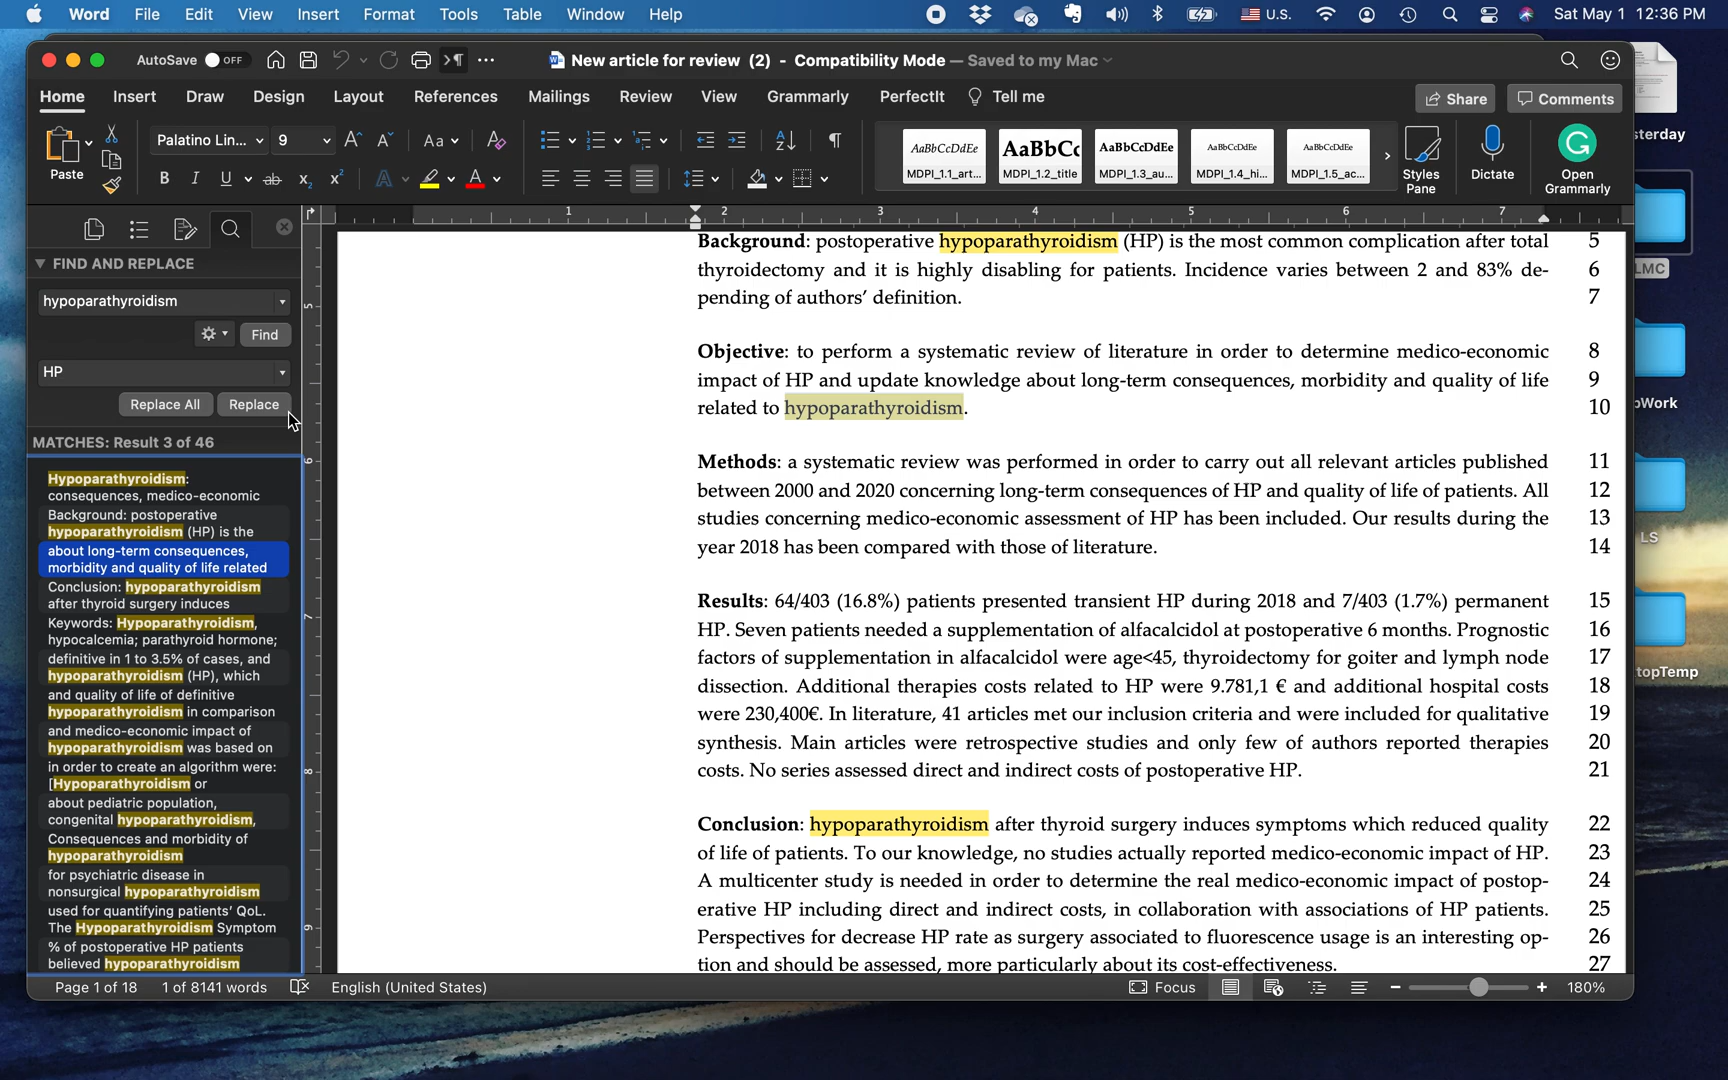 Word File Edit View Insert Format Tools Table Window Help U.S. Sat May 1 12:36 PM
AutoSave OFF New article for review (2) - Compatibility Mode — Saved to my Mac
Home Insert Draw Design Layout References Mailings Review View Grammarly PerfectIt Tell me Share Comments
Paste Palatino Lin... 9 Aa
AaBbCcDdEe AaBbCc AaBbCcDdEe AaBbCcDdEe AaBbCcDdEe
MDPI_1.1_art... MDPI_1.2_title MDPI_1.3_au... MDPI_1.4_hi... MDPI_1.5_ac...
Styles Pane
Dictate
Open Grammarly
FIND AND REPLACE
hypoparathyroidism
Find
HP
Replace All Replace
MATCHES: Result 3 of 46
Hypoparathyroidism:
consequences, medico-economic
Background: postoperative
hypoparathyroidism (HP) is the
about long-term consequences,
morbidity and quality of life related
Conclusion: hypoparathyroidism
after thyroid surgery induces
Keywords: Hypoparathyroidism,
hypocalcemia; parathyroid hormone;
definitive in 1 to 3.5% of cases, and
hypoparathyroidism (HP), which
and quality of life of definitive
hypoparathyroidism in comparison
and medico-economic impact of
hypoparathyroidism was based on
in order to create an algorithm were:
[Hypoparathyroidism or
about pediatric population,
congenital hypoparathyroidism,
Consequences and morbidity of
hypoparathyroidism
for psychiatric disease in
nonsurgical hypoparathyroidism
used for quantifying patients' QoL.
The Hypoparathyroidism Symptom
% of postoperative HP patients
believed hypoparathyroidism
1 2 3 4 5 6 7
5
6
7
8
9
Background: postoperative hypoparathyroidism (HP) is the most common complication after total 5
thyroidectomy and it is highly disabling for patients. Incidence varies between 2 and 83% de- 6
pending of authors’ definition. 7
Objective: to perform a systematic review of literature in order to determine medico-economic 8
impact of HP and update knowledge about long-term consequences, morbidity and quality of life 9
related to hypoparathyroidism. 10
Methods: a systematic review was performed in order to carry out all relevant articles published 11
between 2000 and 2020 concerning long-term consequences of HP and quality of life of patients. All 12
studies concerning medico-economic assessment of HP has been included. Our results during the 13
year 2018 has been compared with those of literature. 14
Results: 64/403 (16.8%) patients presented transient HP during 2018 and 7/403 (1.7%) permanent 15
HP. Seven patients needed a supplementation of alfacalcidol at postoperative 6 months. Prognostic 16
factors of supplementation in alfacalcidol were age<45, thyroidectomy for goiter and lymph node 17
dissection. Additional therapies costs related to HP were 9.781,1 € and additional hospital costs 18
were 230,400€. In literature, 41 articles met our inclusion criteria and were included for qualitative 19
synthesis. Main articles were retrospective studies and only few of authors reported therapies 20
costs. No series assessed direct and indirect costs of postoperative HP. 21
Conclusion: hypoparathyroidism after thyroid surgery induces symptoms which reduced quality 22
of life of patients. To our knowledge, no studies actually reported medico-economic impact of HP. 23
A multicenter study is needed in order to determine the real medico-economic impact of postop- 24
erative HP including direct and indirect costs, in collaboration with associations of HP patients. 25
Perspectives for decrease HP rate as surgery associated to fluorescence usage is an interesting op- 26
tion and should be assessed, more particularly about its cost-effectiveness. 27
Page 1 of 18 1 of 8141 words English (United States) Focus 180%
sterday
LMC
pWork
LS
topTemp